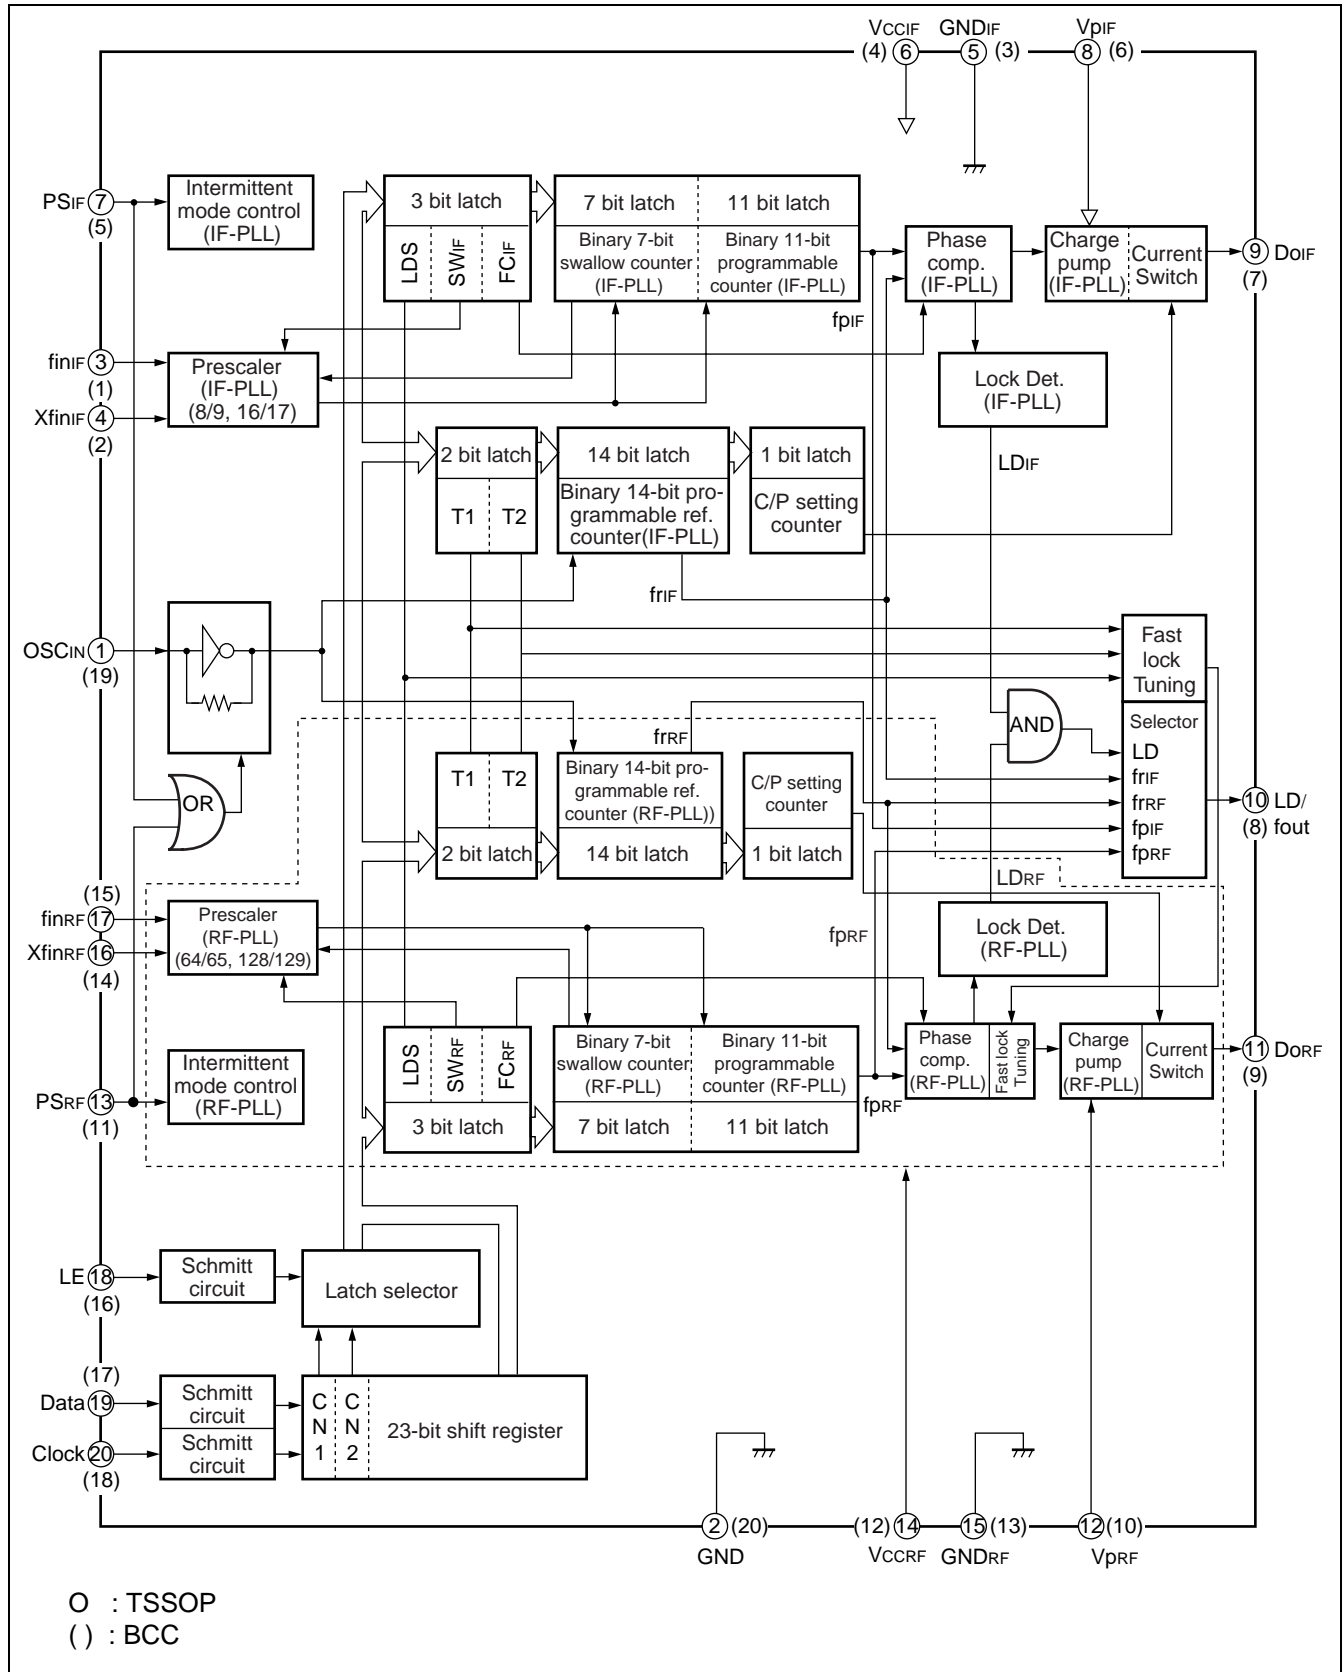 VCCIF GNDIF VpIF
(4) 6 5 (3) 8 (6)
PSIF 7
(5)
Intermittent
mode control
(IF-PLL)
3 bit latch
LDS
SWIF
FCIF
7 bit latch
11 bit latch
Binary 7-bit
swallow counter
(IF-PLL)
Binary 11-bit
programmable
counter (IF-PLL)
Phase
comp.
(IF-PLL)
Charge
pump
(IF-PLL)
Current
Switch
9 DoIF
(7)
fpIF
finIF 3
(1)
XfinIF 4
(2)
Prescaler
(IF-PLL)
(8/9, 16/17)
Lock Det.
(IF-PLL)
LDIF
2 bit latch
T1
T2
14 bit latch
Binary 14-bit pro-
grammable ref.
counter(IF-PLL)
1 bit latch
C/P setting
counter
frIF
OSCIN 1
(19)
Fast
lock
Tuning
OR
AND
Selector
LD
frIF
frRF
fpIF
fpRF
10 LD/
(8) fout
frRF
T1
T2
2 bit latch
Binary 14-bit pro-
grammable ref.
counter (RF-PLL))
14 bit latch
C/P setting
counter
1 bit latch
LDRF
(15)
finRF 17
XfinRF 16
(14)
Prescaler
(RF-PLL)
(64/65, 128/129)
fpRF
Lock Det.
(RF-PLL)
LDS
SWRF
FCRF
3 bit latch
Binary 7-bit
swallow counter
(RF-PLL)
Binary 11-bit
programmable
counter (RF-PLL)
7 bit latch
11 bit latch
fpRF
Phase
comp.
(RF-PLL)
Fast lock
Tuning
Charge
pump
(RF-PLL)
Current
Switch
11 DoRF
(9)
PSRF 13
(11)
Intermittent
mode control
(RF-PLL)
LE 18
(16)
Schmitt
circuit
Latch selector
(17)
Data 19
Clock 20
(18)
Schmitt
circuit
Schmitt
circuit
C
N
1
C
N
2
23-bit shift register
2 (20) (12) 14 15 (13) 12 (10)
GND VCCRF GNDRF VpRF
O : TSSOP
( ) : BCC